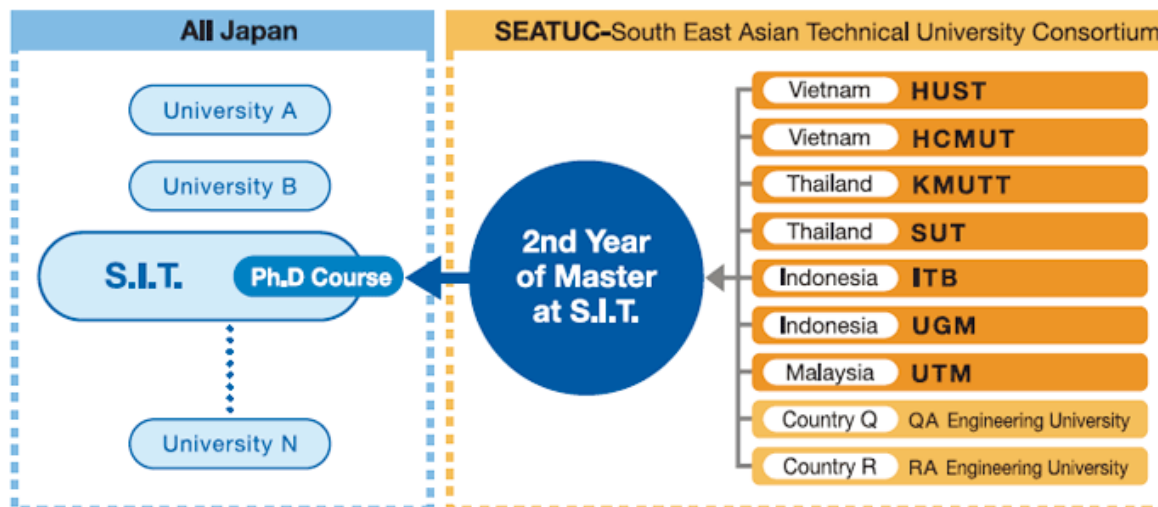 All Japan
University A
University B
S.I.T.
Ph.D Course
University N
SEATUC-South East Asian Technical University Consortium
2nd Year
of Master
at S.I.T.
Vietnam HUST
Vietnam HCMUT
Thailand KMUTT
Thailand SUT
Indonesia ITB
Indonesia UGM
Malaysia UTM
Country Q QA Engineering University
Country R RA Engineering University